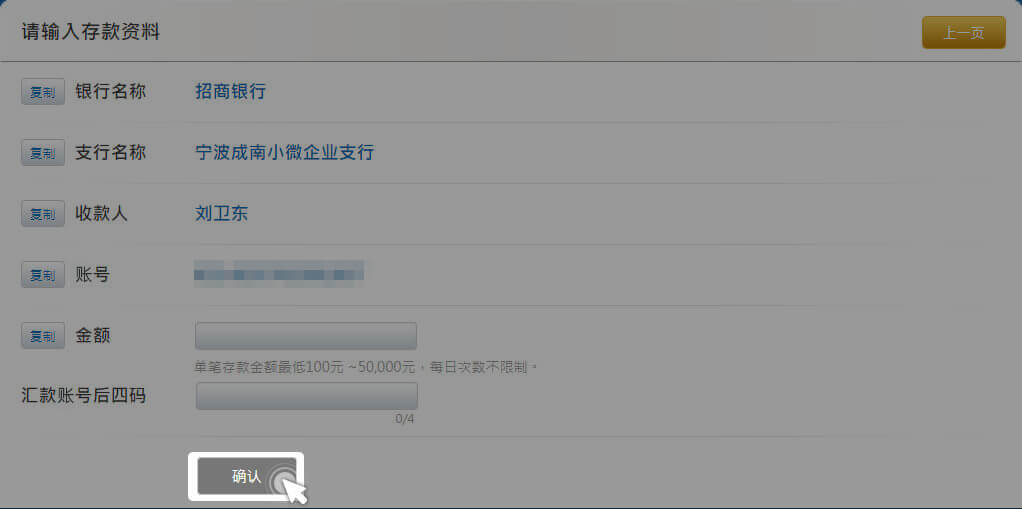 请输入存款资料 上一页
复制 银行名称 招商银行
复制 支行名称 宁波成南小微企业支行
复制 收款人 刘卫东
复制 账号
复制 金额
单笔存款金额最低100元 ~50,000元，每日次数不限制。
汇款账号后四码
0/4
确认